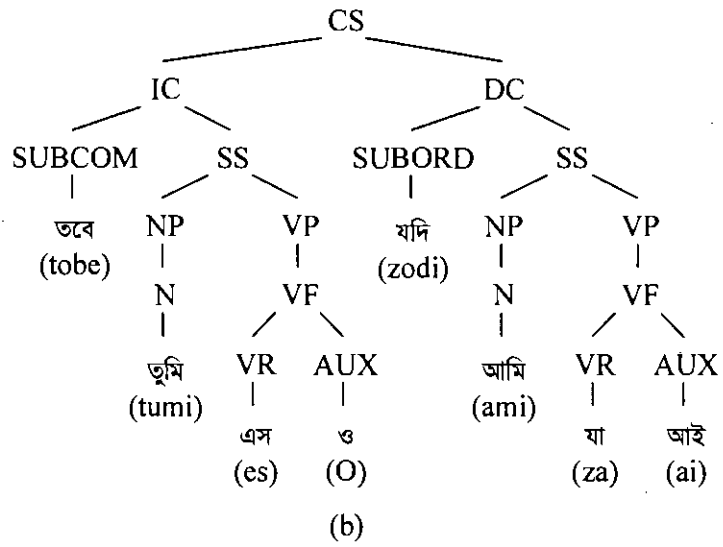 CS
IC DC
SUBCOM SS SUBORD SS
তবে NP VP যদি NP VP
(tobe) (zodi)
N VF N VF
তুমি VR AUX আমি VR AUX
(tumi) (ami)
এস ও যা আই
(es) (O) (za) (ai)
(b)